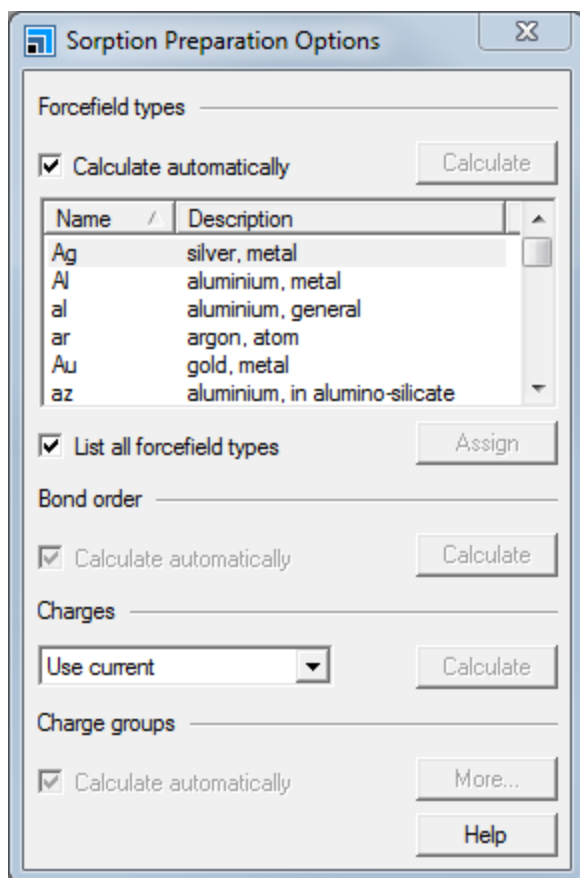 Sorption Preparation Options
Forcefield types
Calculate automatically Calculate
Name Description
Ag silver, metal
Al aluminium, metal
al aluminium, general
ar argon, atom
Au gold, metal
az aluminium, in alumino-silicate
List all forcefield types Assign
Bond order
Calculate automatically Calculate
Charges
Use current Calculate
Charge groups
Calculate automatically More...
Help